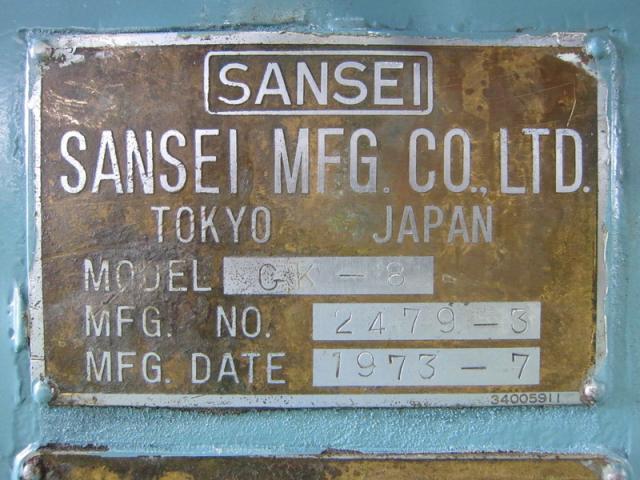 SANSEI
SANSEI MFG. CO., LTD.
TOKYO JAPAN
MODEL CK-8
MFG. NO. 2479-3
MFG. DATE 1973-7
34005911